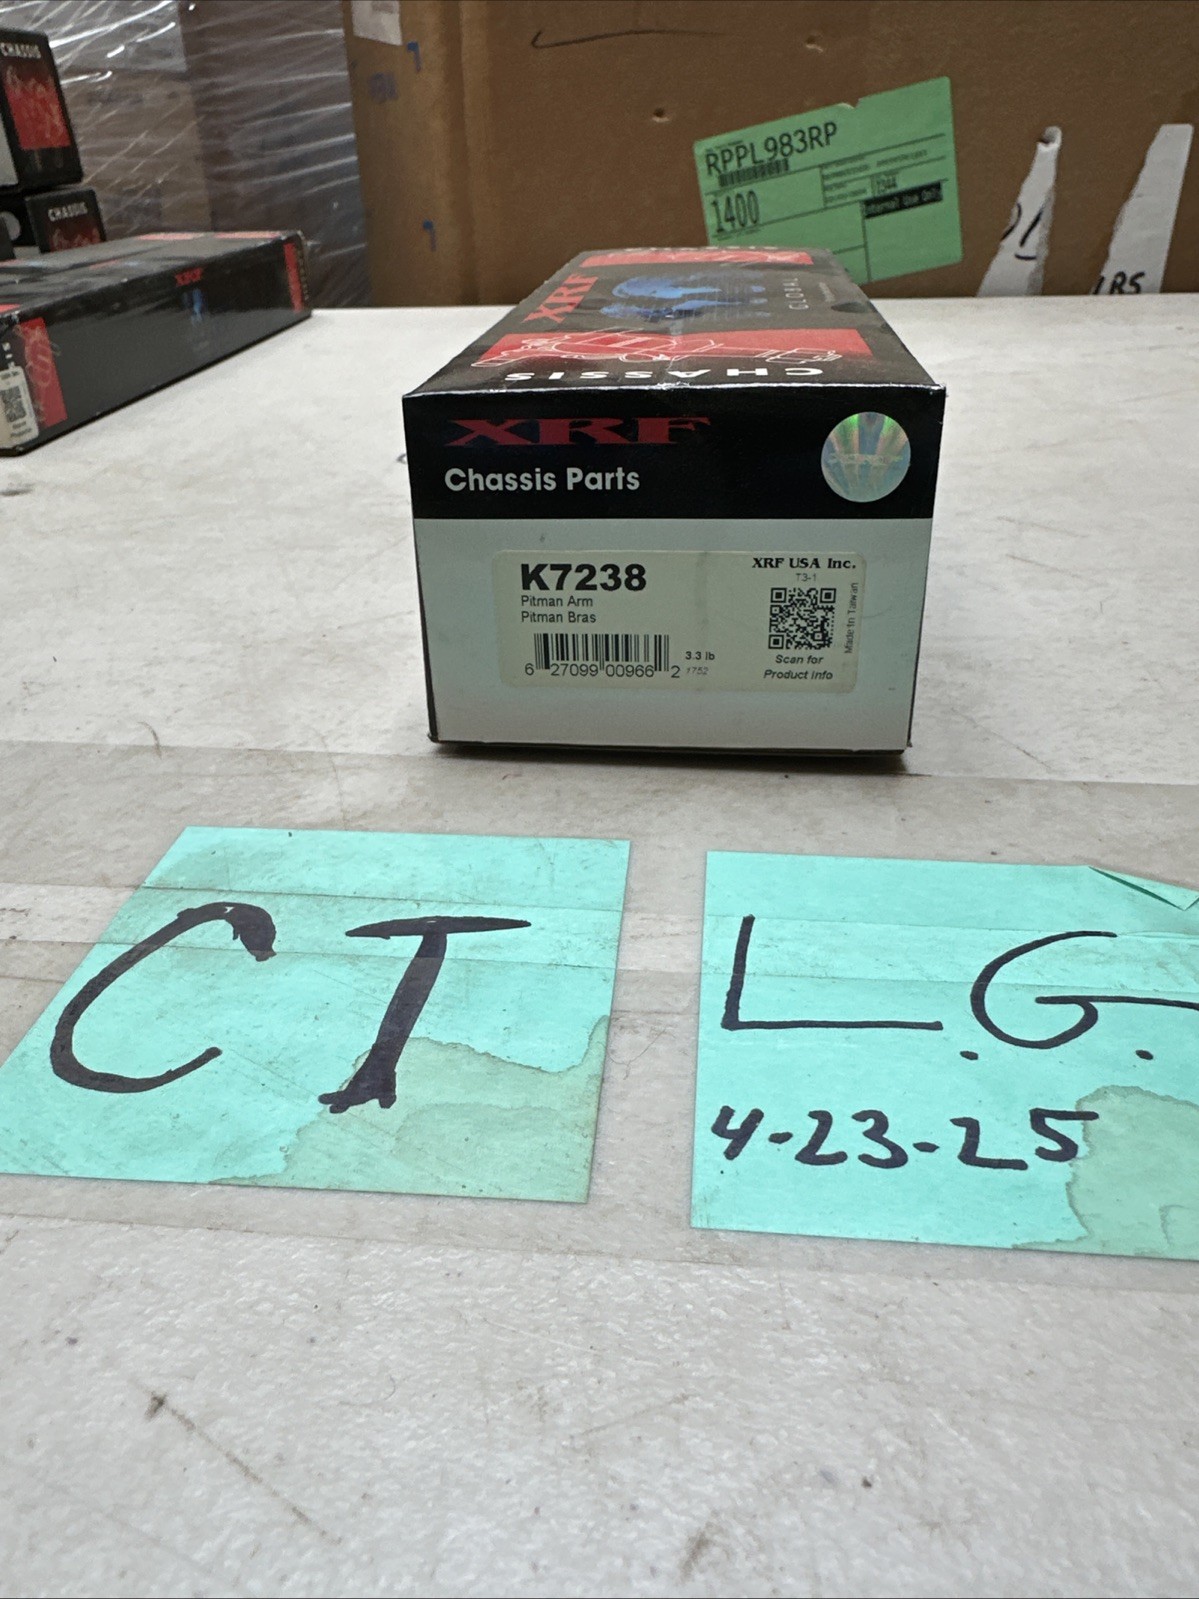 CHASSIS
CHASSIS
XRF
RPPL983RP
1400
Internal Use Only
XRF
GLOBAL
CHASSIS
XRF
Chassis Parts
K7238
Pitman Arm
Pitman Bras
6 27099 00966 2
3.3 lb
1752
XRF USA Inc.
T3-1
Made In Taiwan
Scan for
Product Info
CT
L.G.
4-23-25